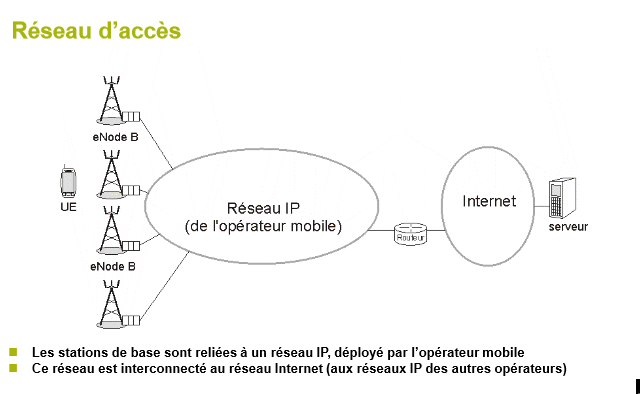 Réseau d'accès
eNode B
UE
Réseau IP
(de l'opérateur mobile)
Internet
Routeur
serveur
eNode B
Les stations de base sont reliées à un réseau IP, déployé par l'opérateur mobile
Ce réseau est interconnecté au réseau Internet (aux réseaux IP des autres opérateurs)